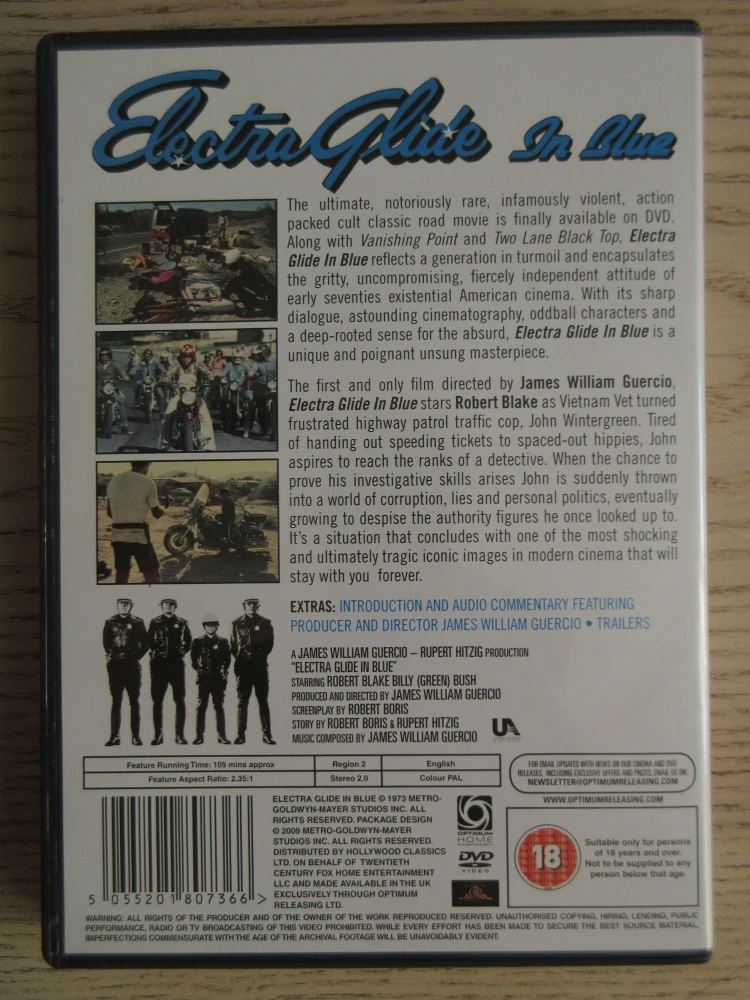 Electra Glide In Blue
The ultimate, notoriously rare, infamously violent, action
packed cult classic road movie is finally available on DVD.
Along with Vanishing Point and Two Lane Black Top, Electra
Glide In Blue reflects a generation in turmoil and encapsulates
the gritty, uncompromising, fiercely independent attitude of
early seventies existential American cinema. With its sharp
dialogue, astounding cinematography, oddball characters and
a deep-rooted sense for the absurd, Electra Glide In Blue is a
unique and poignant unsung masterpiece.
The first and only film directed by James William Guercio,
Electra Glide In Blue stars Robert Blake as Vietnam Vet turned
frustrated highway patrol traffic cop, John Wintergreen. Tired
of handing out speeding tickets to spaced-out hippies, John
aspires to reach the ranks of a detective. When the chance to
prove his investigative skills arises John is suddenly thrown
into a world of corruption, lies and personal politics, eventually
growing to despise the authority figures he once looked up to.
It's a situation that concludes with one of the most shocking
and ultimately tragic iconic images in modern cinema that will
stay with you forever.
EXTRAS: INTRODUCTION AND AUDIO COMMENTARY FEATURING
PRODUCER AND DIRECTOR JAMES WILLIAM GUERCIO • TRAILERS
A JAMES WILLIAM GUERCIO – RUPERT HITZIG PRODUCTION
"ELECTRA GLIDE IN BLUE"
STARRING ROBERT BLAKE BILLY (GREEN) BUSH
PRODUCED AND DIRECTED BY JAMES WILLIAM GUERCIO
SCREENPLAY BY ROBERT BORIS
STORY BY ROBERT BORIS & RUPERT HITZIG
MUSIC COMPOSED BY JAMES WILLIAM GUERCIO
UA
Feature Running Time: 109 mins approx Region 2 English
Feature Aspect Ratio: 2.35:1 Stereo 2.0 Colour PAL
FOR EMAIL UPDATES WITH NEWS ON OUR CINEMA AND DVD
RELEASES, INCLUDING EXCLUSIVE OFFERS AND PRIZES. EMAIL US ON:
NEWSLETTER@OPTIMUMRELEASING.COM
WWW.OPTIMUMRELEASING.COM
5 055201 807366 >
ELECTRA GLIDE IN BLUE © 1973 METRO-
GOLDWYN-MAYER STUDIOS INC. ALL
RIGHTS RESERVED. PACKAGE DESIGN
© 2009 METRO-GOLDWYN-MAYER
STUDIOS INC. ALL RIGHTS RESERVED.
DISTRIBUTED BY HOLLYWOOD CLASSICS
LTD. ON BEHALF OF TWENTIETH
CENTURY FOX HOME ENTERTAINMENT
LLC AND MADE AVAILABLE IN THE UK
EXCLUSIVELY THROUGH OPTIMUM
RELEASING LTD.
OPTIMUM
HOME
DVD
VIDEO
18
Suitable only for persons
of 18 years and over.
Not to be supplied to any
person below that age.
WARNING: ALL RIGHTS OF THE PRODUCER AND OF THE OWNER OF THE WORK REPRODUCED RESERVED. UNAUTHORISED COPYING, HIRING, LENDING, PUBLIC
PERFORMANCE, RADIO OR TV BROADCASTING OF THIS VIDEO PROHIBITED. WHILE EVERY EFFORT HAS BEEN MADE TO SECURE THE BEST SOURCE MATERIAL,
IMPERFECTIONS COMMENSURATE WITH THE AGE OF THE ARCHIVAL FOOTAGE WILL BE UNAVOIDABLY EVIDENT.